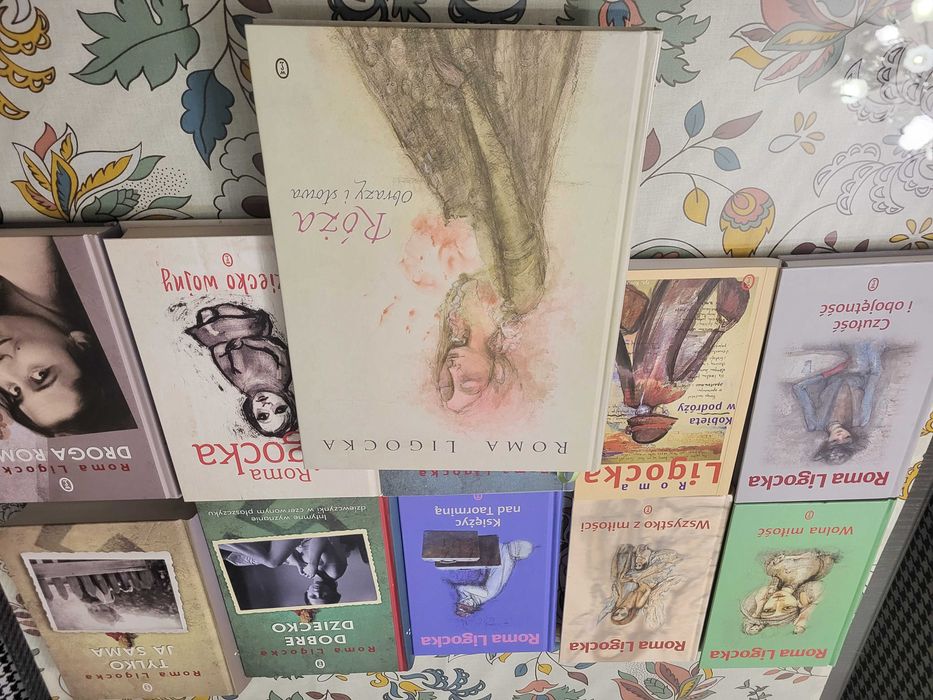 Roma Ligocka
Wolna miłość
Roma Ligocka
Wszystko z miłości
Roma Ligocka
Księżyc
nad Taorminą
Roma Ligocka
DOBRE
DZIECKO
Intymne wyznanie
dziewczynki w czerwonym płaszczyku
Roma Ligocka
TYLKO
JA SAMA
Roma Ligocka
Czułość
i obojętność
Roma
Ligocka
Kobieta
w podróży
ROMA LIGOCKA
Róża
Obrazy i słowa
Ligocka
Roma
gocka
ziecko wojny
Roma Ligocka
DROGA ROM